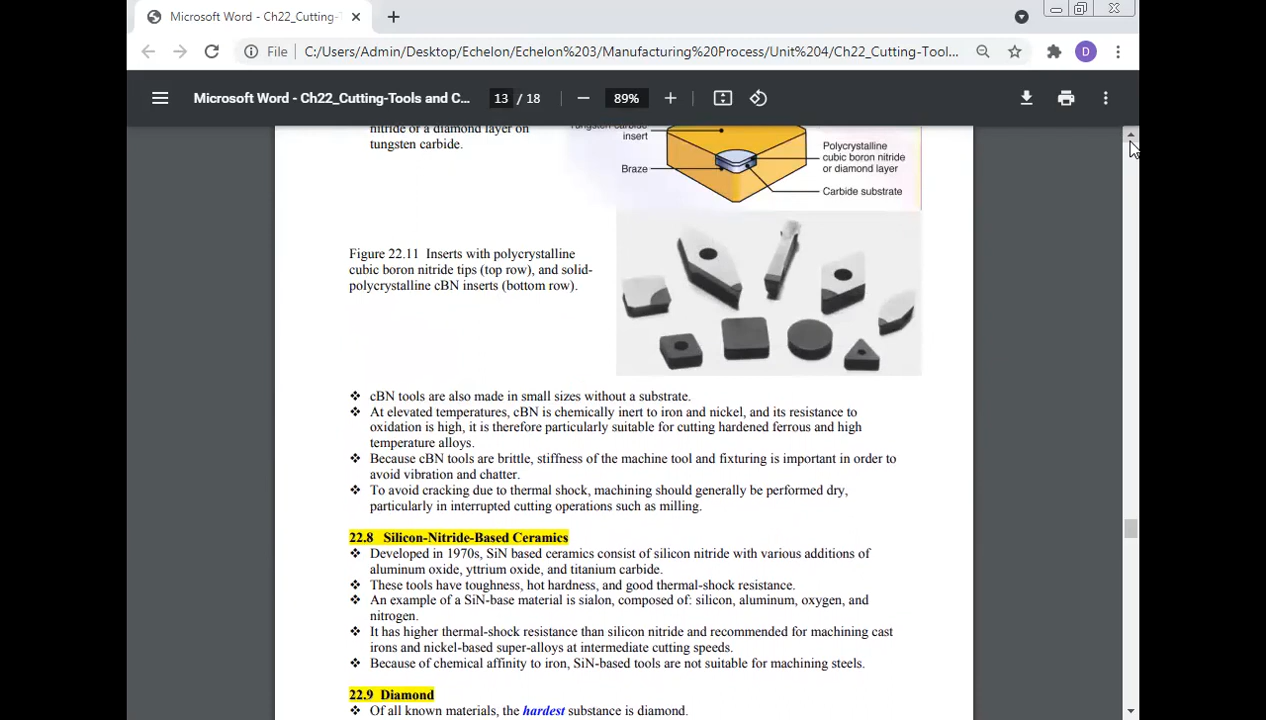 Microsoft Word - Ch22_Cutting-T
File
C:/Users/Admin/Desktop/Echelon/Echelon%203/Manufacturing%20Process/Unit%204/Ch22_Cutting-Tool...
D
Microsoft Word - Ch22_Cutting-Tools and C...
13 / 18
89%
nitride or a diamond layer on
tungsten carbide.
Tungsten-carbide
insert
Braze
Polycrystalline
cubic boron nitride
or diamond layer
Carbide substrate
Figure 22.11 Inserts with polycrystalline
cubic boron nitride tips (top row), and solid-
polycrystalline cBN inserts (bottom row).
❖ cBN tools are also made in small sizes without a substrate.
❖ At elevated temperatures, cBN is chemically inert to iron and nickel, and its resistance to
oxidation is high, it is therefore particularly suitable for cutting hardened ferrous and high
temperature alloys.
❖ Because cBN tools are brittle, stiffness of the machine tool and fixturing is important in order to
avoid vibration and chatter.
❖ To avoid cracking due to thermal shock, machining should generally be performed dry,
particularly in interrupted cutting operations such as milling.
22.8 Silicon-Nitride-Based Ceramics
❖ Developed in 1970s, SiN based ceramics consist of silicon nitride with various additions of
aluminum oxide, yttrium oxide, and titanium carbide.
❖ These tools have toughness, hot hardness, and good thermal-shock resistance.
❖ An example of a SiN-base material is sialon, composed of: silicon, aluminum, oxygen, and
nitrogen.
❖ It has higher thermal-shock resistance than silicon nitride and recommended for machining cast
irons and nickel-based super-alloys at intermediate cutting speeds.
❖ Because of chemical affinity to iron, SiN-based tools are not suitable for machining steels.
22.9 Diamond
❖ Of all known materials, the hardest substance is diamond.